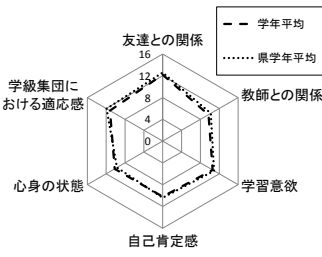 学年平均
県学年平均
友達との関係
16
12
8
4
0
教師との関係
学習意欲
自己肯定感
心身の状態
学級集団に
おける適応感